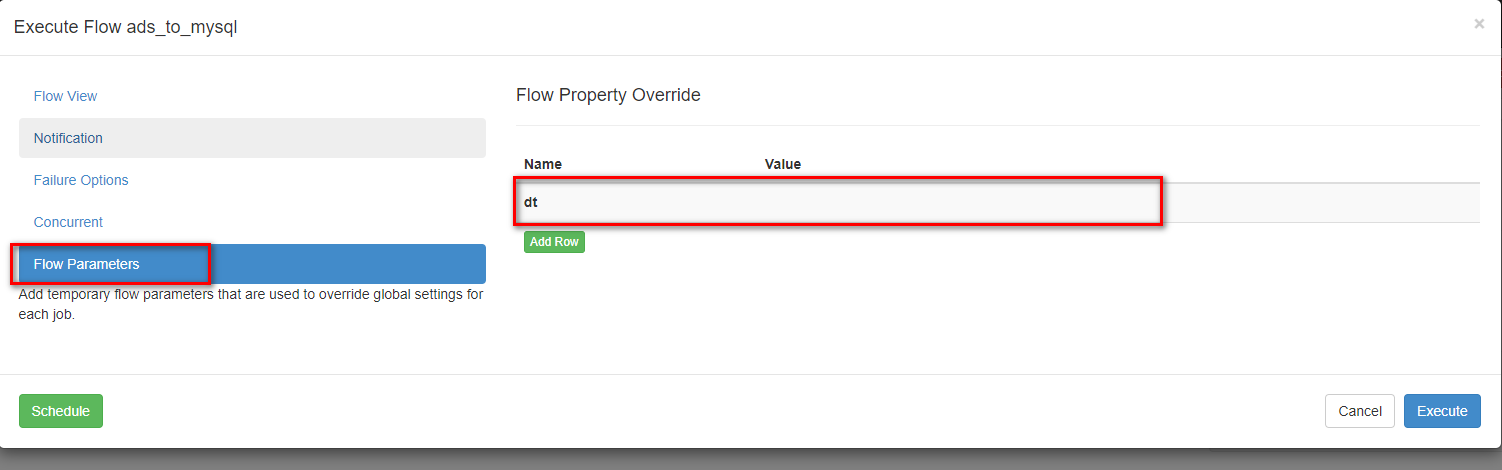 Execute Flow ads_to_mysql
×
Flow View
Notification
Failure Options
Concurrent
Flow Parameters
Add temporary flow parameters that are used to override global settings for
each job.
Flow Property Override
Name Value
dt
Add Row
Schedule
Cancel Execute